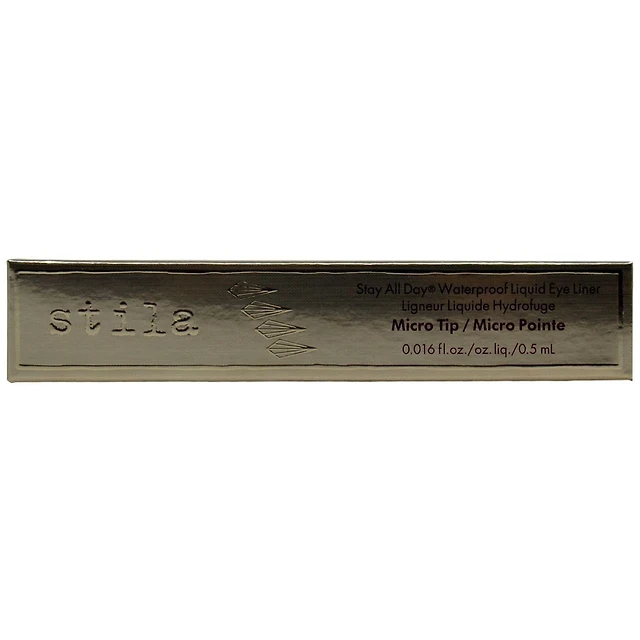 stila
Stay All Day® Waterproof Liquid Eye Liner
Ligneur Liquide Hydrofuge
Micro Tip / Micro Pointe
0.016 fl.oz./oz.liq./0.5 mL